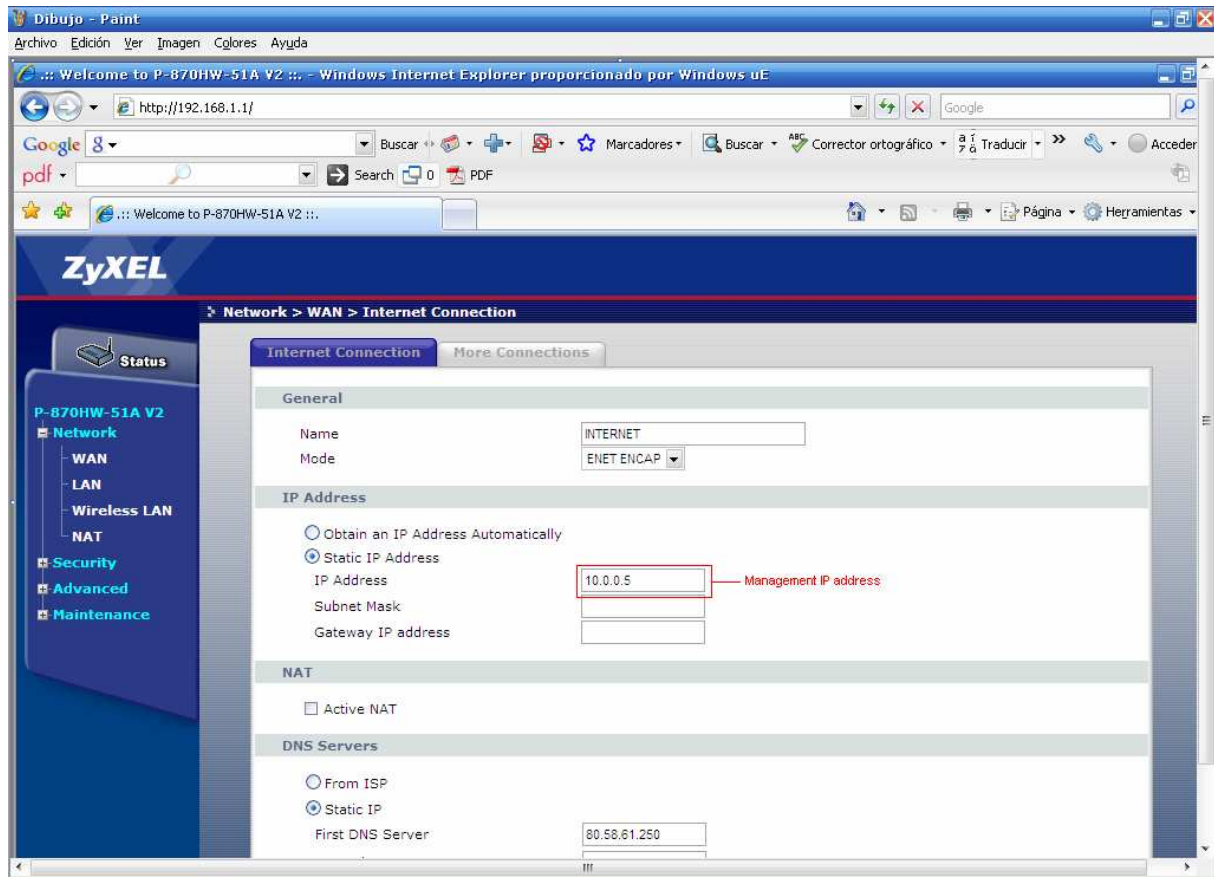 Dibujo - Paint
Archivo Edición Ver Imagen Colores Ayuda
.:: Welcome to P-870HW-51A V2 ::. - Windows Internet Explorer proporcionado por Windows uE
http://192.168.1.1/
Google
Google
Buscar
Marcadores
Buscar
Corrector ortográfico
Traducir
Acceder
pdf
Search
0
PDF
.:: Welcome to P-870HW-51A V2 ::.
Página
Herramientas
ZyXEL
Network > WAN > Internet Connection
Status
Internet Connection
More Connections
P-870HW-51A V2
Network
WAN
LAN
Wireless LAN
NAT
Security
Advanced
Maintenance
General
Name INTERNET
Mode ENET ENCAP
IP Address
Obtain an IP Address Automatically
Static IP Address
IP Address 10.0.0.5 Management IP address
Subnet Mask
Gateway IP address
NAT
Active NAT
DNS Servers
From ISP
Static IP
First DNS Server 80.58.61.250